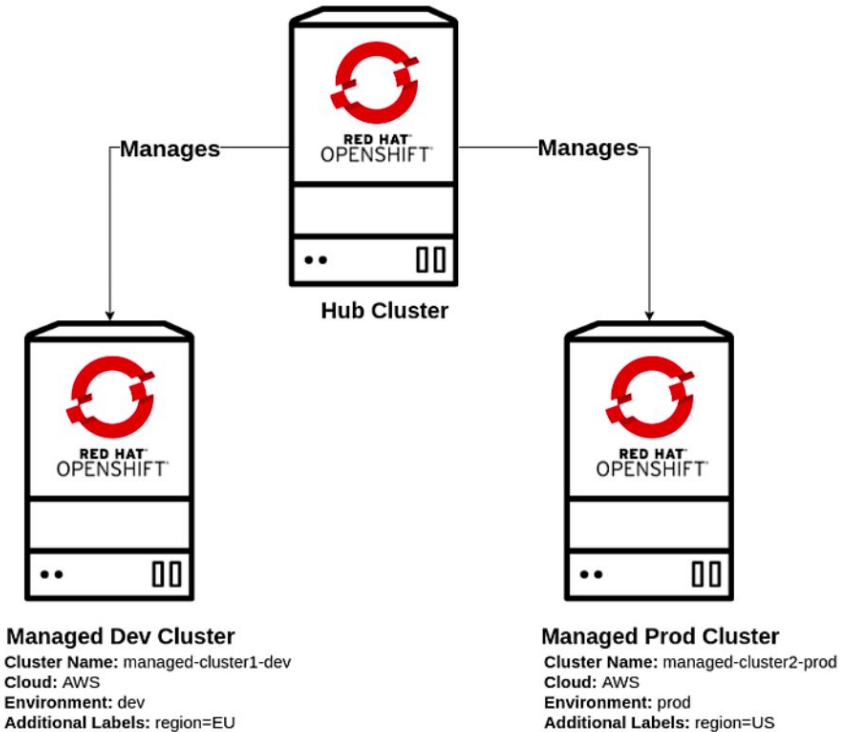 RED HAT
OPENSHIFT
Manages
Manages
Hub Cluster
RED HAT
OPENSHIFT
RED HAT
OPENSHIFT
Managed Dev Cluster
Cluster Name: managed-cluster1-dev
Cloud: AWS
Environment: dev
Additional Labels: region=EU
Managed Prod Cluster
Cluster Name: managed-cluster2-prod
Cloud: AWS
Environment: prod
Additional Labels: region=US